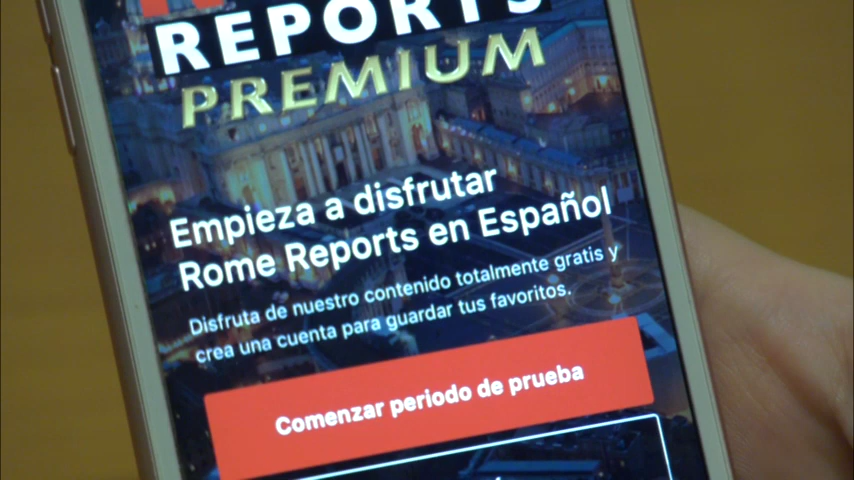 REPORTS
PREMIUM
Empieza a disfrutar
Rome Reports en Español
Disfruta de nuestro contenido totalmente gratis y
crea una cuenta para guardar tus favoritos.
Comenzar periodo de prueba